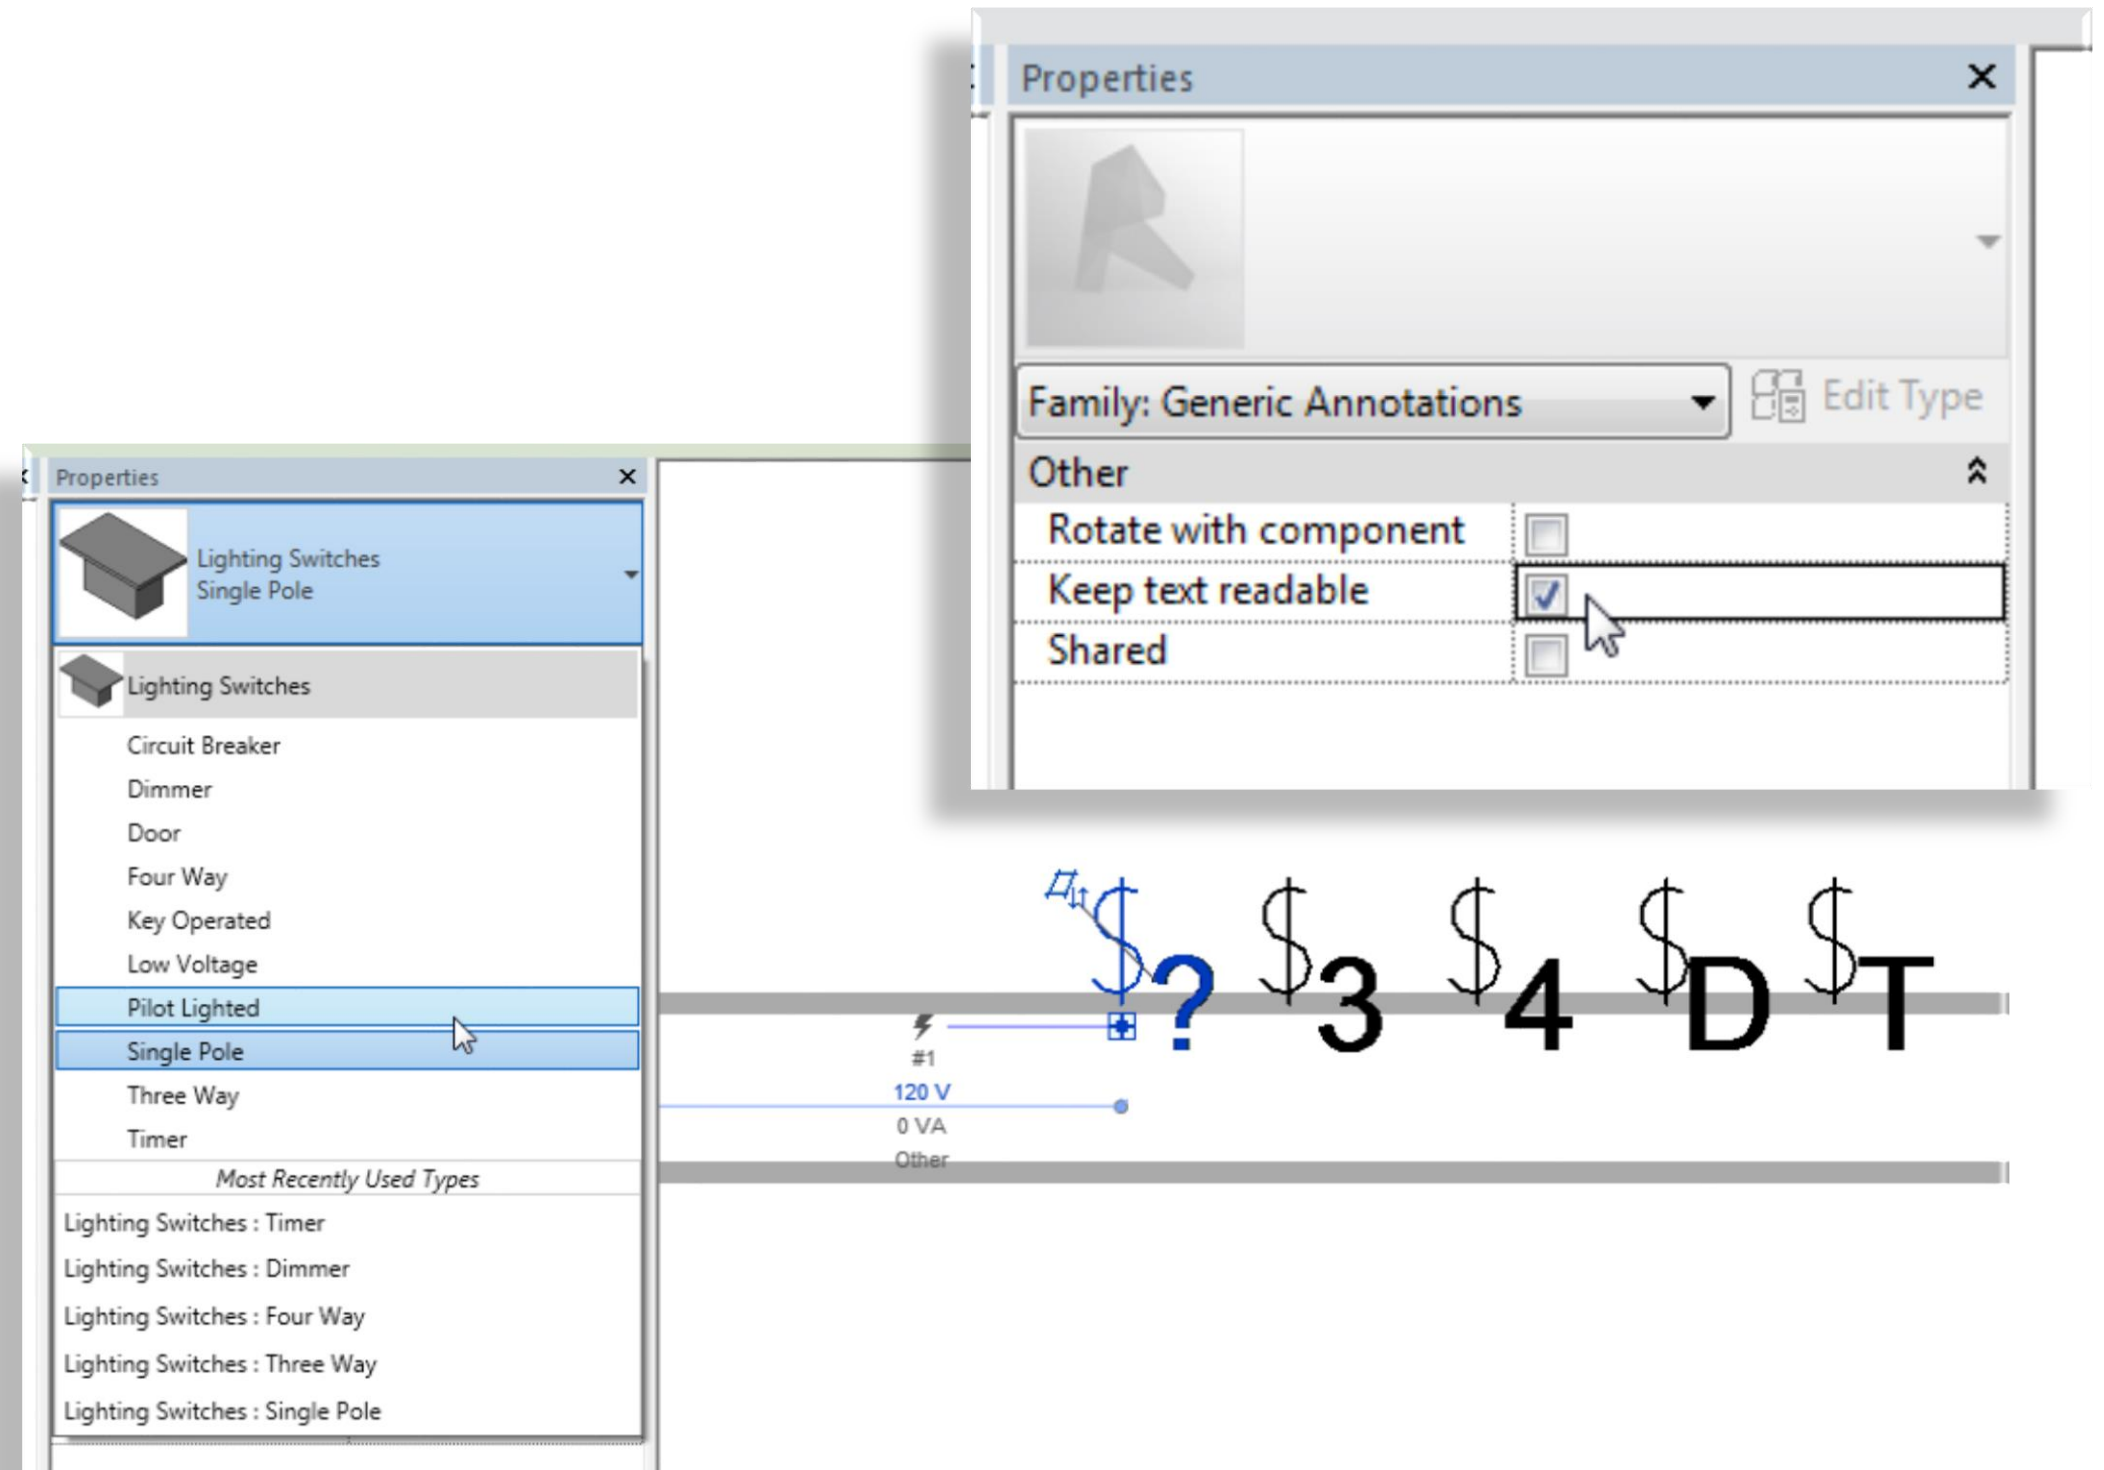 Properties
Family: Generic Annotations
Edit Type
Other
Rotate with component
Keep text readable
Shared
Properties
Lighting Switches
Single Pole
Lighting Switches
Circuit Breaker
Dimmer
Door
Four Way
Key Operated
Low Voltage
Pilot Lighted
Single Pole
Three Way
Timer
Most Recently Used Types
Lighting Switches : Timer
Lighting Switches : Dimmer
Lighting Switches : Four Way
Lighting Switches : Three Way
Lighting Switches : Single Pole
$? $3 $4 $D $T
#1
120 V
0 VA
Other